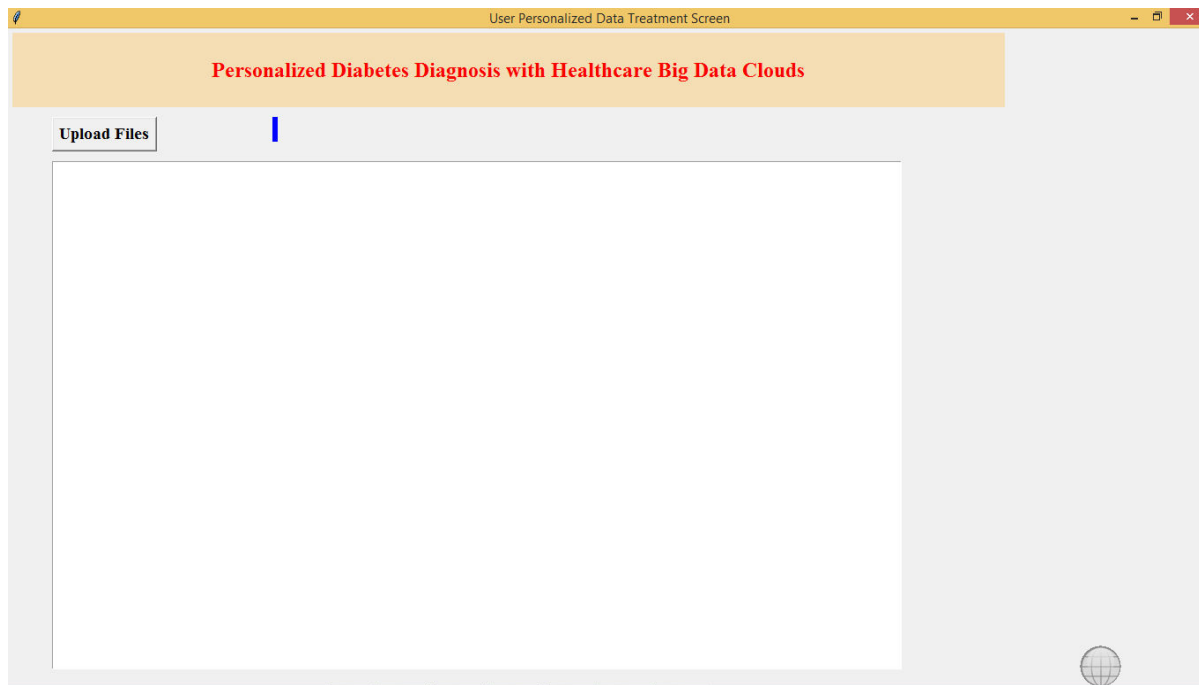 User Personalized Data Treatment Screen
Personalized Diabetes Diagnosis with Healthcare Big Data Clouds
Upload Files